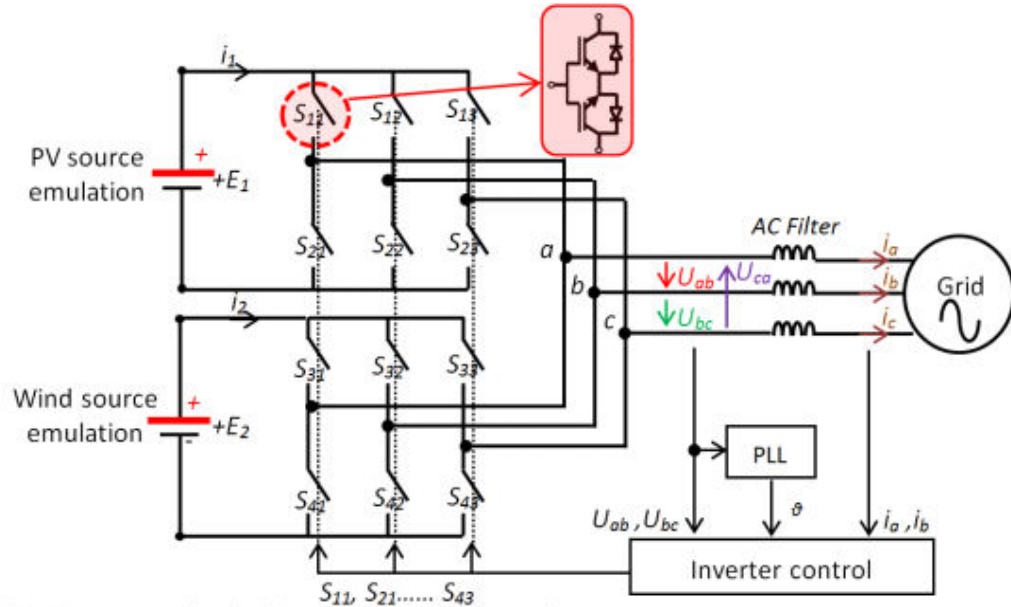 i1
S11
S12
S13
PV source
emulation
+
+E1
S21
S22
S23
AC Filter
a
b
c
Uab
Uca
Ubc
ia
ib
ic
Grid
i2
S31
S32
S33
Wind source
emulation
+
-
+E2
S41
S42
S43
PLL
Uab ,Ubc
θ
ia ,ib
Inverter control
S11, S21...... S43